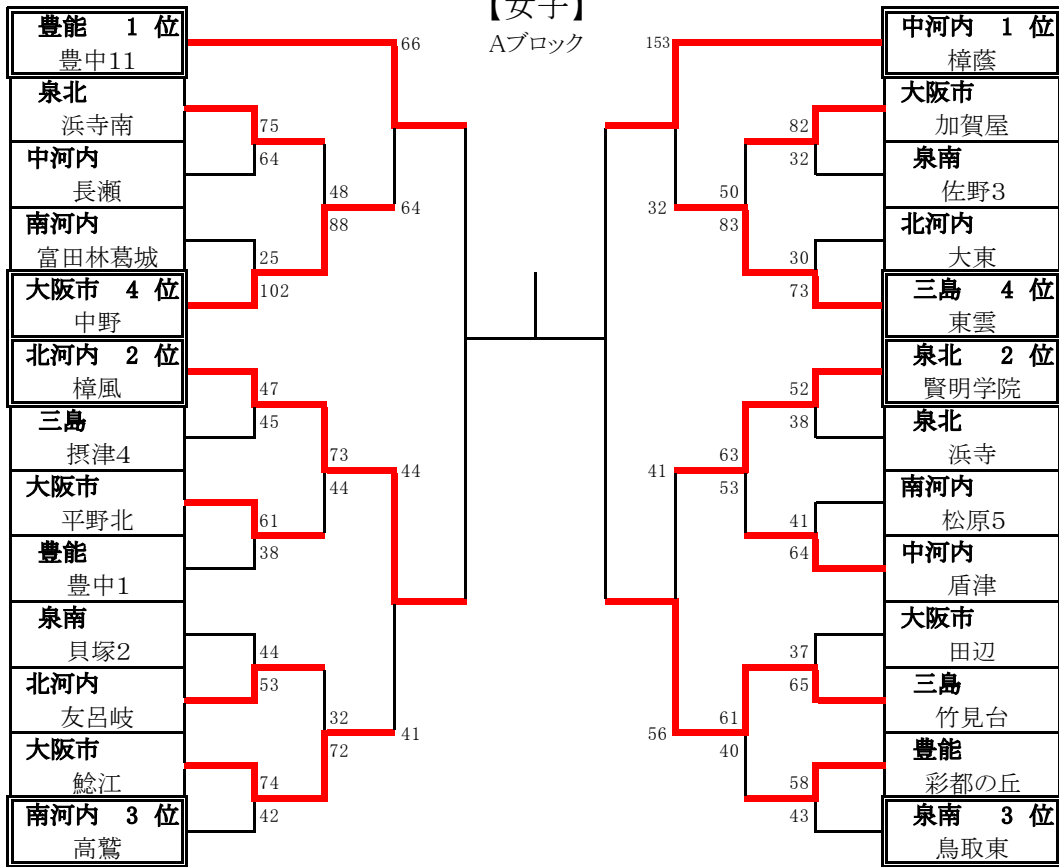 【女子】
Aブロック
豊能 1 位
豊中11
泉北
浜寺南
中河内
長瀬
南河内
富田林葛城
大阪市 4 位
中野
北河内 2 位
樟風
三島
摂津4
大阪市
平野北
豊能
豊中1
泉南
貝塚2
北河内
友呂岐
大阪市
鯰江
南河内 3 位
高鷲
75
64
25
102
47
45
61
38
44
53
74
42
48
88
73
44
32
72
66
64
44
41
153
32
41
56
50
83
63
53
61
40
82
32
30
73
52
38
41
64
37
65
58
43
中河内 1 位
樟蔭
大阪市
加賀屋
泉南
佐野3
北河内
大東
三島 4 位
東雲
泉北 2 位
賢明学院
泉北
浜寺
南河内
松原5
中河内
盾津
大阪市
田辺
三島
竹見台
豊能
彩都の丘
泉南 3 位
鳥取東